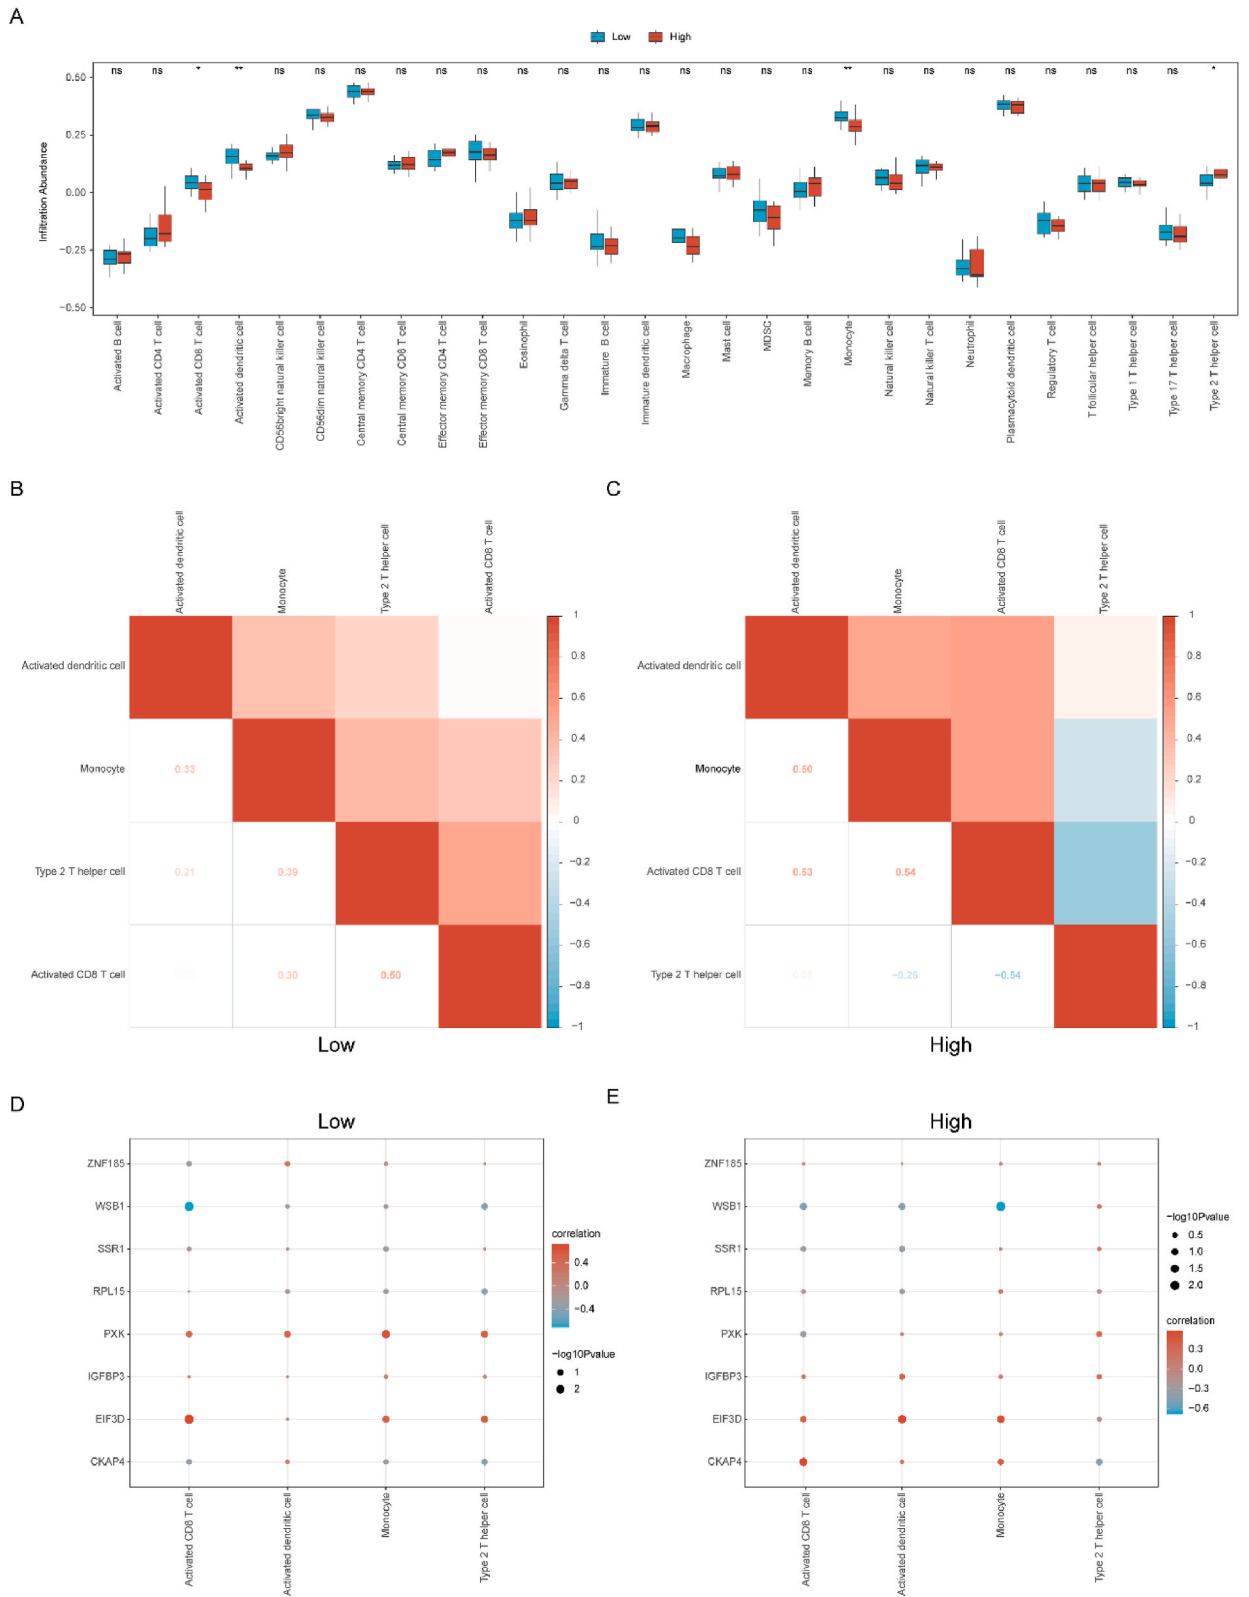 A
Low High
ns ns * ** ns ns ns ns ns ns ns ns ns ns ns ns ns ns ** ns ns ns ns ns ns ns ns *
Infiltration Abundance
0.50
0.25
0.00
−0.25
−0.50
Activated B cell
Activated CD4 T cell
Activated CD8 T cell
Activated dendritic cell
CD56bright natural killer cell
CD56dim natural killer cell
Central memory CD4 T cell
Central memory CD8 T cell
Effector memory CD4 T cell
Effector memory CD8 T cell
Eosinophil
Gamma delta T cell
Immature B cell
Immature dendritic cell
Macrophage
Mast cell
MDSC
Memory B cell
Monocyte
Natural killer cell
Natural killer T cell
Neutrophil
Plasmacytoid dendritic cell
Regulatory T cell
T follicular helper cell
Type 1 T helper cell
Type 17 T helper cell
Type 2 T helper cell
B
Activated dendritic cell
Monocyte
Type 2 T helper cell
Activated CD8 T cell
Activated dendritic cell
Monocyte
0.33
Type 2 T helper cell
0.21 0.39
Activated CD8 T cell
0.30 0.50
1
0.8
0.6
0.4
0.2
0
−0.2
−0.4
−0.6
−0.8
−1
Low
C
Activated dendritic cell
Monocyte
Activated CD8 T cell
Type 2 T helper cell
Activated dendritic cell
Monocyte
0.50
Activated CD8 T cell
0.53 0.54
Type 2 T helper cell
−0.25 −0.54
1
0.8
0.6
0.4
0.2
0
−0.2
−0.4
−0.6
−0.8
−1
High
D
Low
ZNF185
WSB1
SSR1
RPL15
PXK
IGFBP3
EIF3D
CKAP4
Activated CD8 T cell
Activated dendritic cell
Monocyte
Type 2 T helper cell
correlation
0.4
0.0
−0.4
−log10Pvalue
1
2
E
High
ZNF185
WSB1
SSR1
RPL15
PXK
IGFBP3
EIF3D
CKAP4
Activated CD8 T cell
Activated dendritic cell
Monocyte
Type 2 T helper cell
−log10Pvalue
0.5
1.0
1.5
2.0
correlation
0.3
0.0
−0.3
−0.6